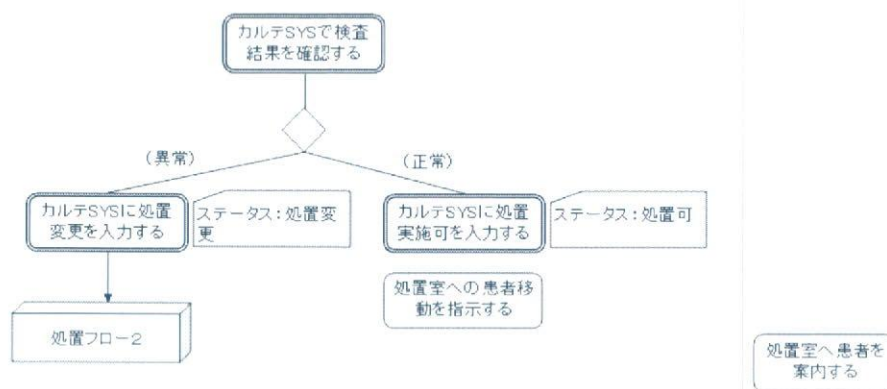 カルテSYSで検査
結果を確認する
(異常)
(正常)
カルテSYSに処置
変更を入力する
ステータス:処置変
更
カルテSYSに処置
実施可を入力する
ステータス:処置可
処置室への患者移
動を指示する
処置フロー2
処置室へ患者を
案内する